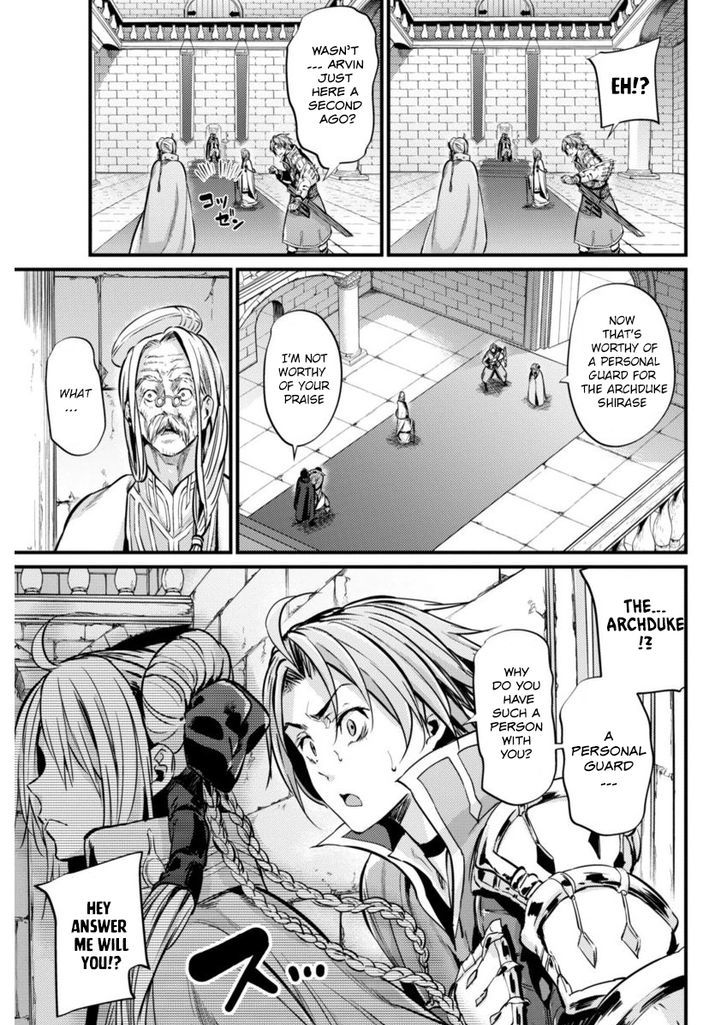 EH!?
WASN'T
--- ARVIN
JUST
HERE A
SECOND
AGO?
コツ
ゼン
NOW
THAT'S
WORTHY OF
A PERSONAL
GUARD FOR
THE ARCHDUKE
SHIRASE
I'M NOT
WORTHY
OF YOUR
PRAISE
WHAT
...
THE...
ARCHDUKE
!?
A
PERSONAL
GUARD
---
WHY
DO YOU
HAVE
SUCH A
PERSON
WITH
YOU?
HEY
ANSWER
ME WILL
YOU!?
ス...